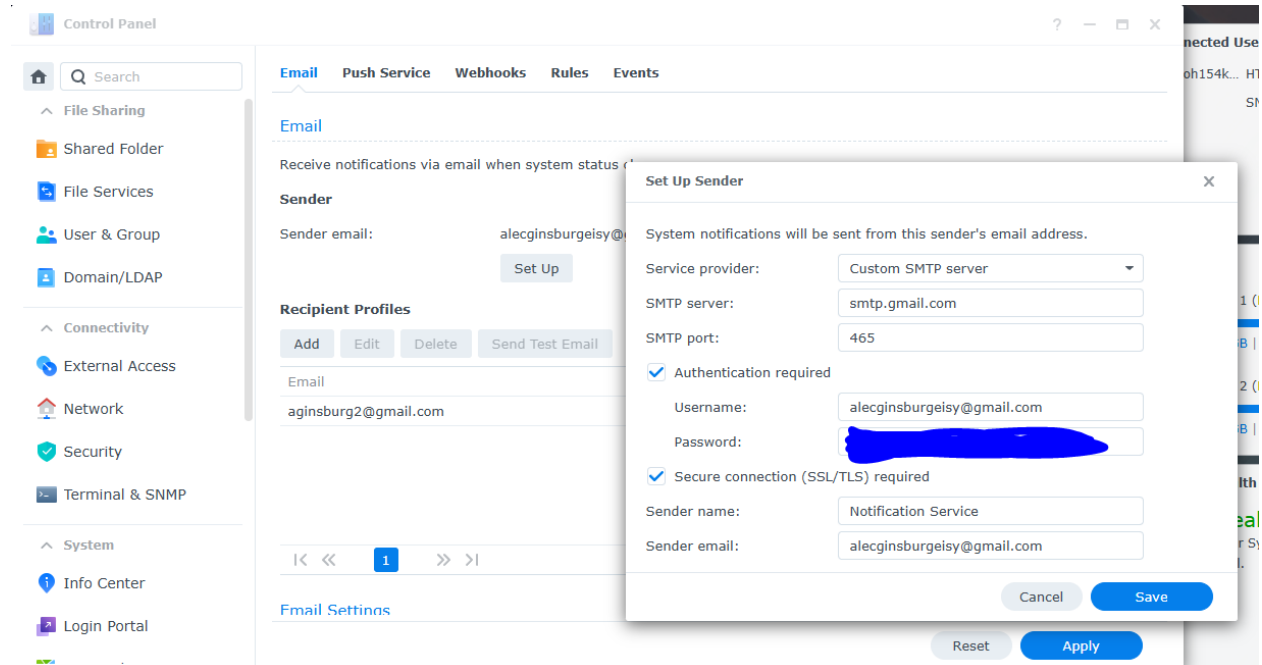 Control Panel
Search
File Sharing
Shared Folder
File Services
User & Group
Domain/LDAP
Connectivity
External Access
Network
Security
Terminal & SNMP
System
Info Center
Login Portal
Email Push Service Webhooks Rules Events
Email
Receive notifications via email when system status
Sender
Sender email: alecginsburgeisy@
Set Up
Recipient Profiles
Add Edit Delete Send Test Email
Email
aginsburg2@gmail.com
1
Email Settings
Reset Apply
Set Up Sender
System notifications will be sent from this sender's email address.
Service provider: Custom SMTP server
SMTP server: smtp.gmail.com
SMTP port: 465
Authentication required
Username: alecginsburgeisy@gmail.com
Password:
Secure connection (SSL/TLS) required
Sender name: Notification Service
Sender email: alecginsburgeisy@gmail.com
Cancel Save
nected Use
oh154k...